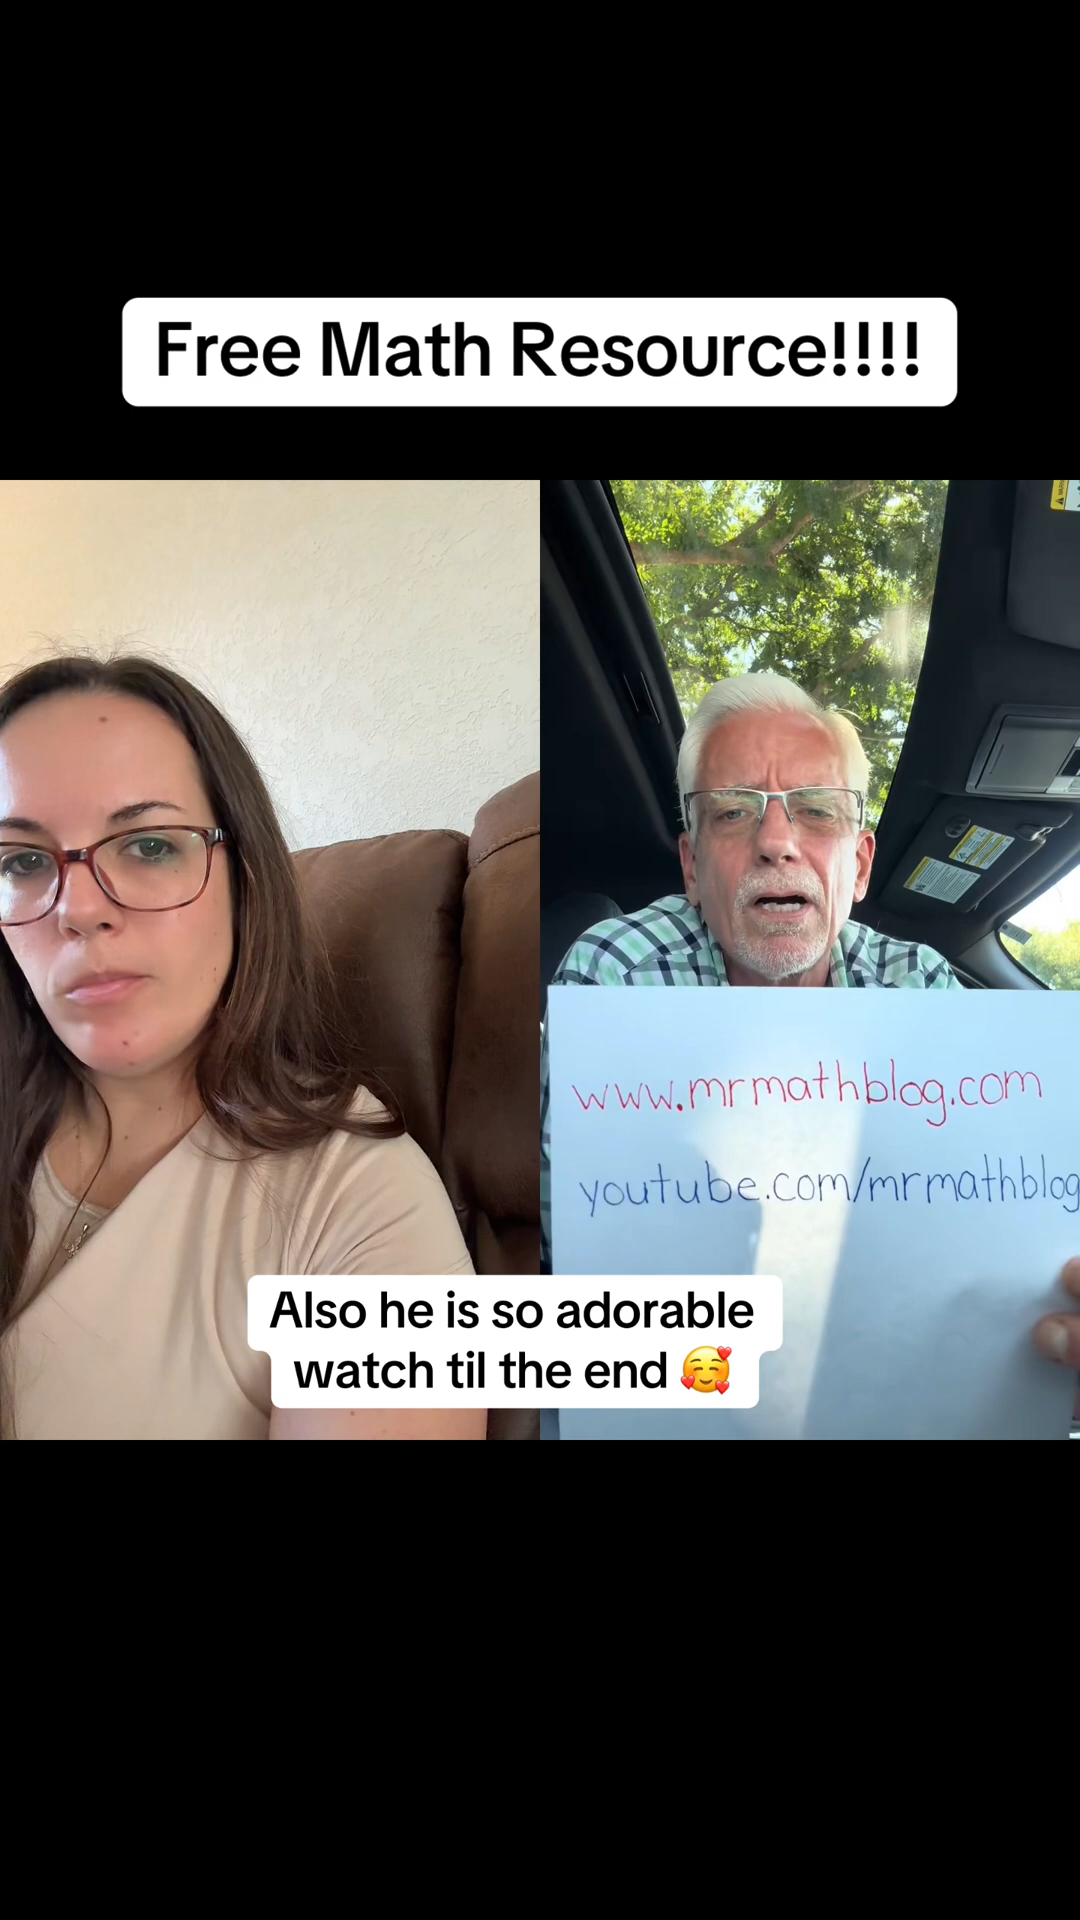 Free Math Resource!!!!
www.mrmathblog.com
youtube.com/mrmathblog
Also he is so adorable
watch til the end 🥰